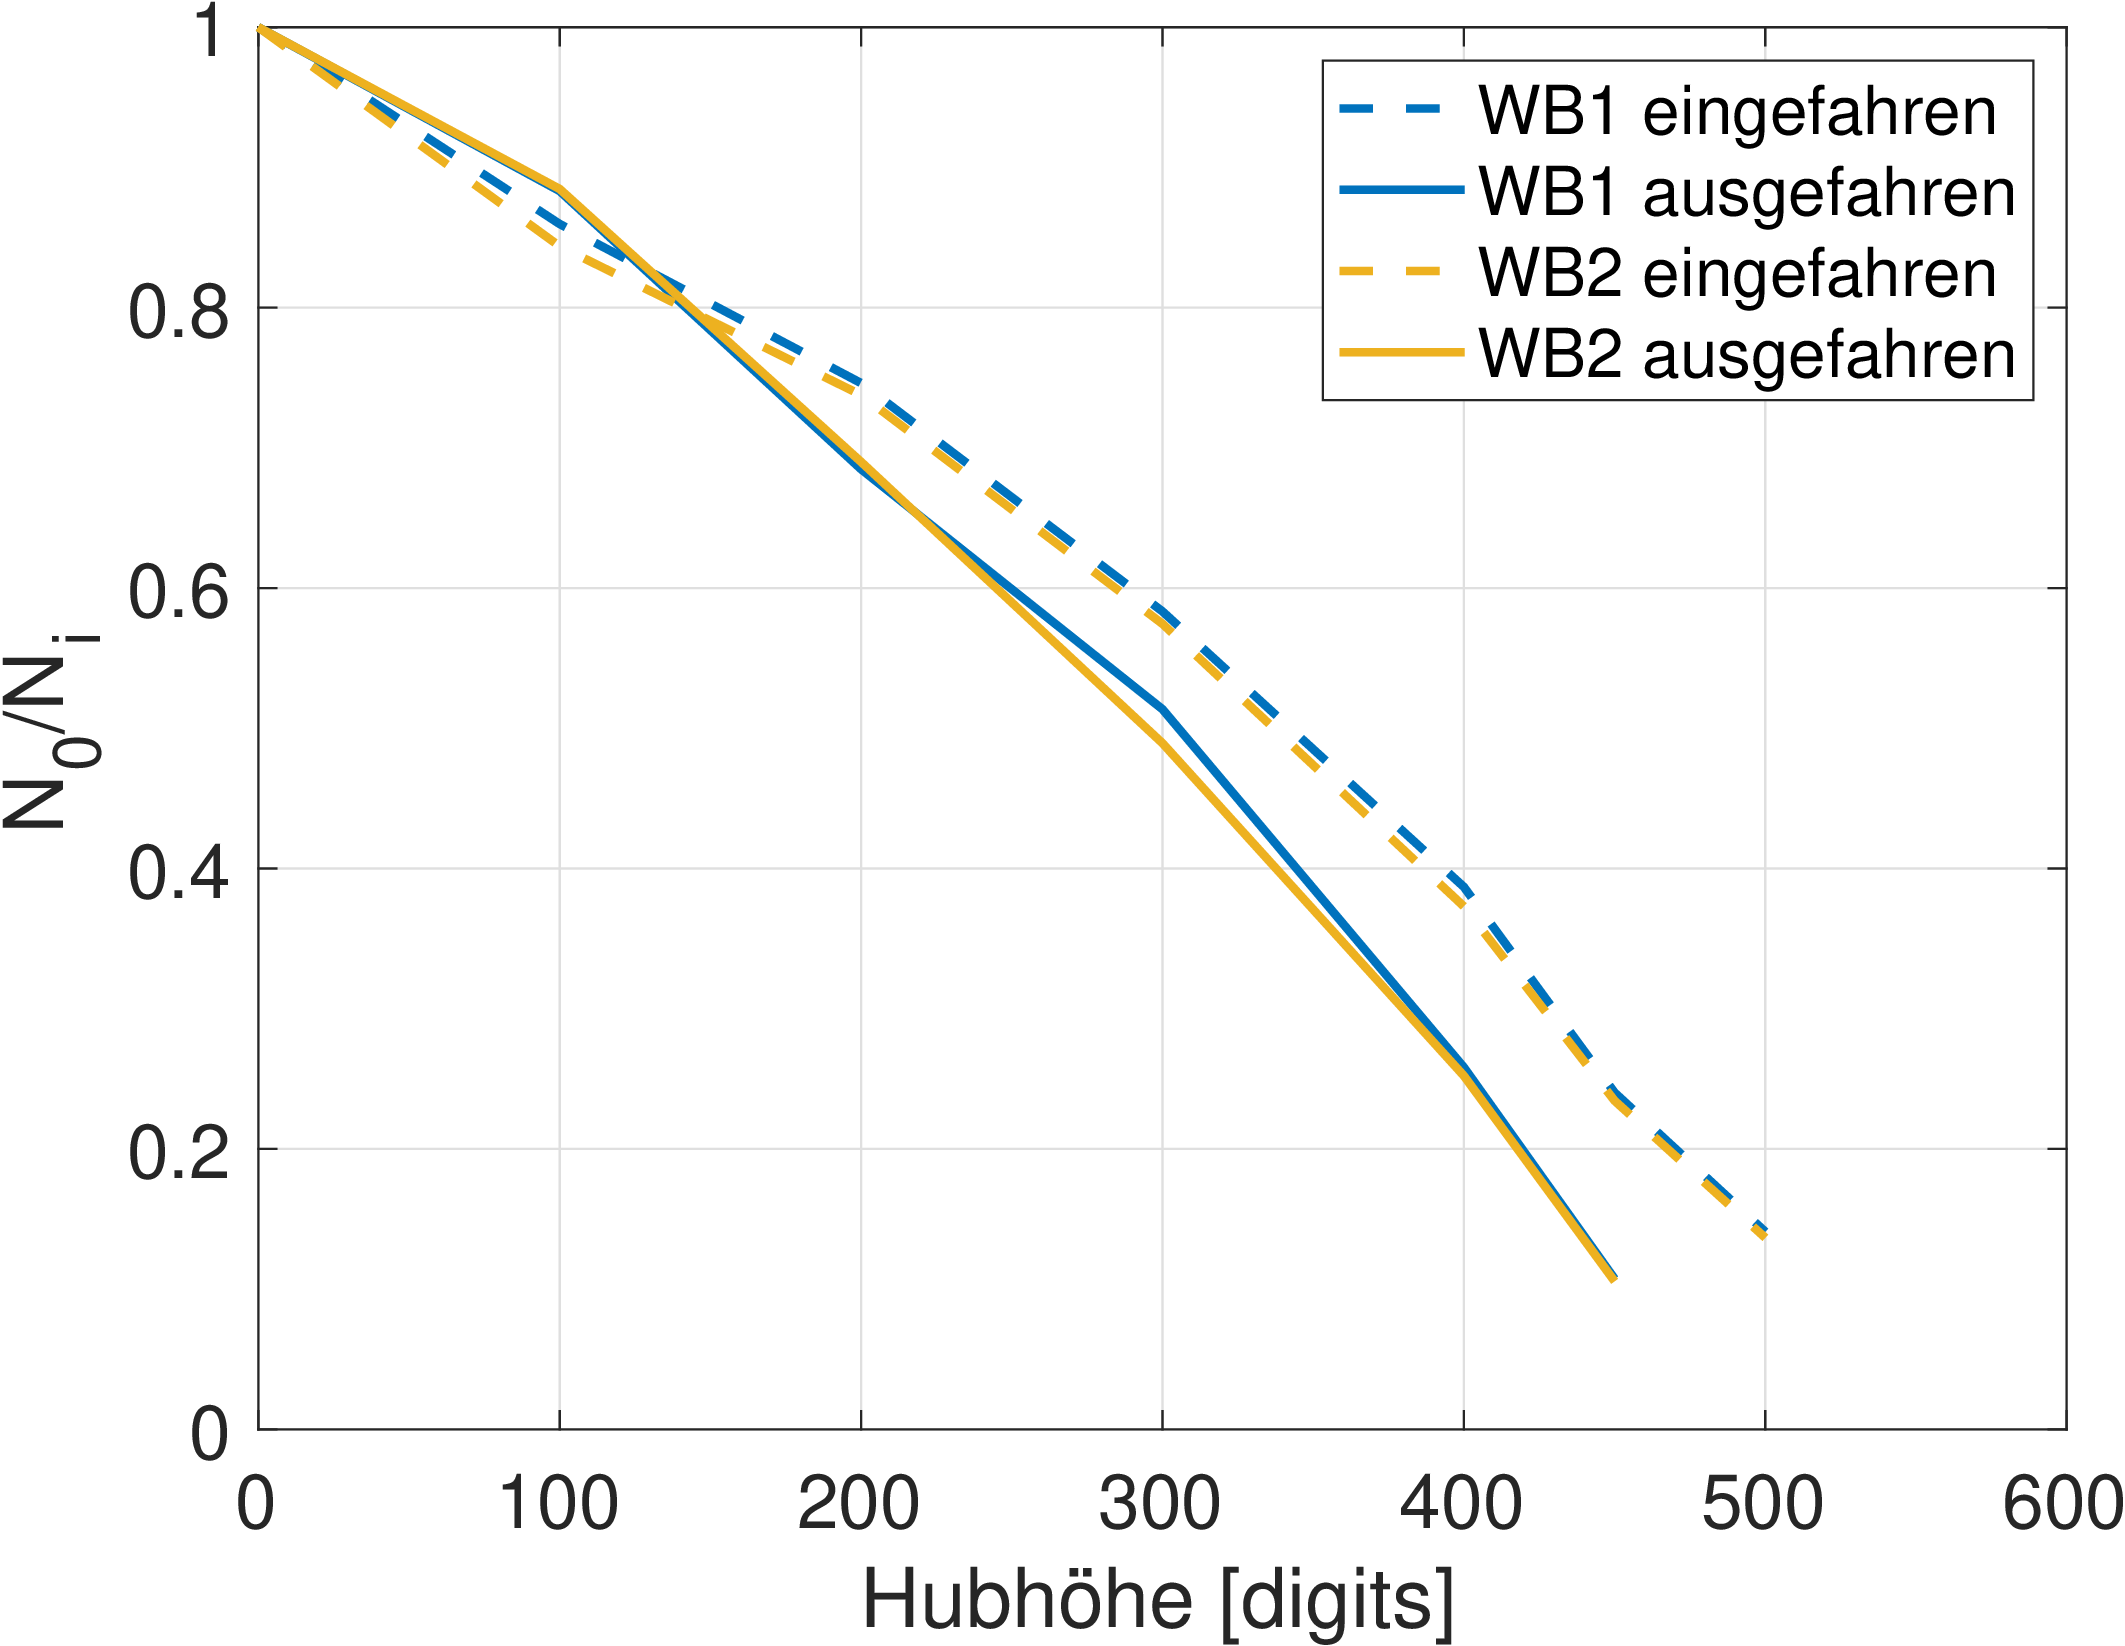 1
0.8
0.6
0.4
0.2
0
N0/Ni
0 100 200 300 400 500 600
Hubhöhe [digits]
WB1 eingefahren
WB1 ausgefahren
WB2 eingefahren
WB2 ausgefahren